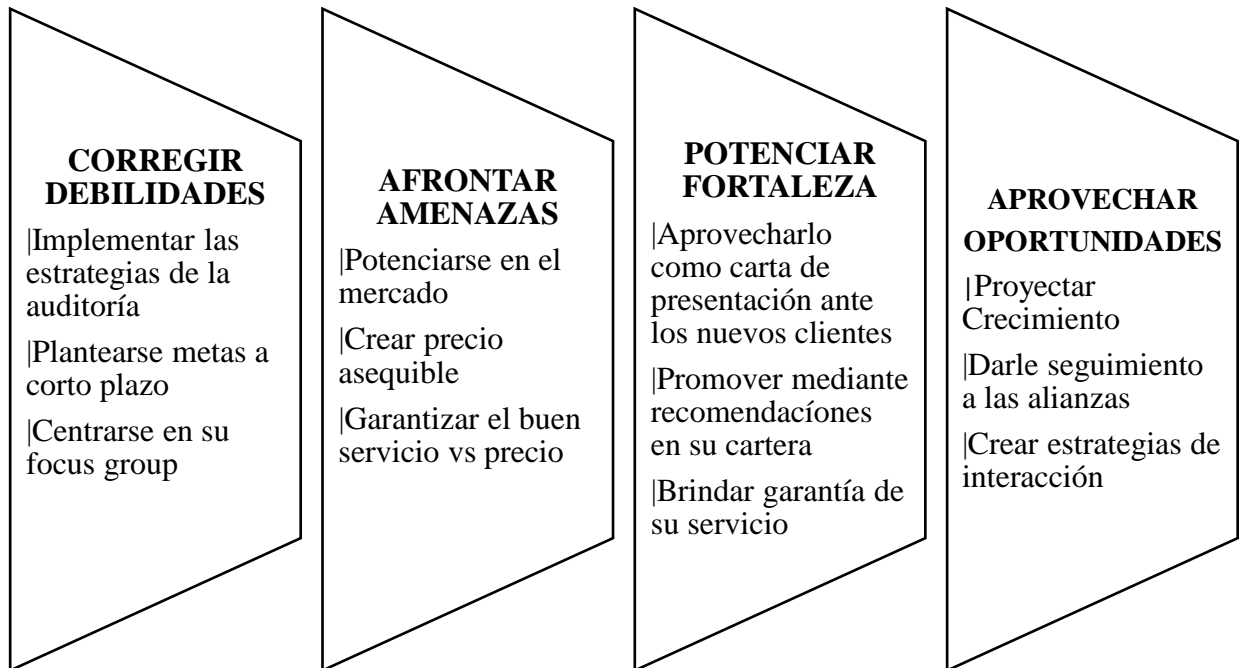 CORREGIR
DEBILIDADES
|Implementar las
estrategias de la
auditoría
|Plantearse metas a
corto plazo
|Centrarse en su
focus group
AFRONTAR
AMENAZAS
|Potenciarse en el
mercado
|Crear precio
asequible
|Garantizar el buen
servicio vs precio
POTENCIAR
FORTALEZA
|Aprovecharlo
como carta de
presentación ante
los nuevos clientes
|Promover mediante
recomendacíones
en su cartera
|Brindar garantía de
su servicio
APROVECHAR
OPORTUNIDADES
|Proyectar
Crecimiento
|Darle seguimiento
a las alianzas
|Crear estrategias de
interacción